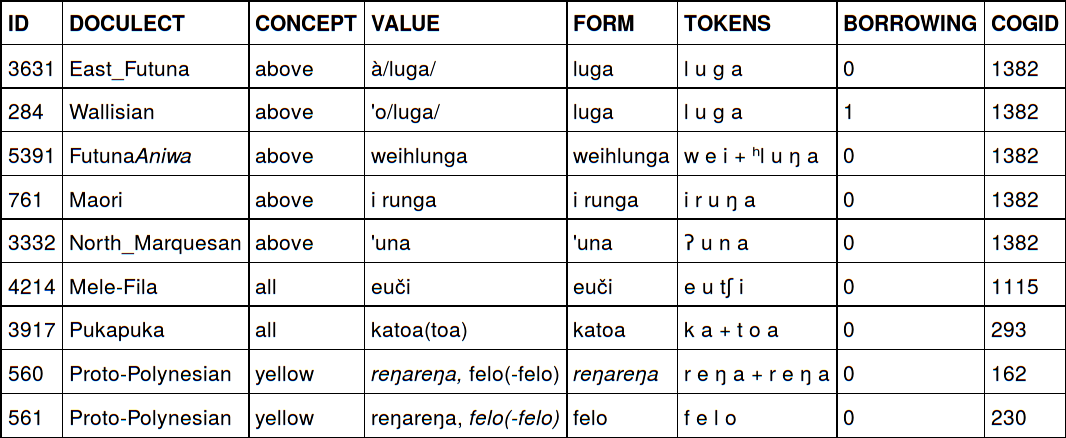 ID DOCULECT CONCEPT VALUE FORM TOKENS BORROWING COGID
3631 East_Futuna above à/luga/ luga l u g a 0 1382
284 Wallisian above 'o/luga/ luga l u g a 1 1382
5391 FutunaAniwa above weihlunga weihlunga w e i + ʰl u ŋ a 0 1382
761 Maori above i runga i runga i r u ŋ a 0 1382
3332 North_Marquesan above 'una 'una ʔ u n a 0 1382
4214 Mele-Fila all euči euči e u tʃ i 0 1115
3917 Pukapuka all katoa(toa) katoa k a + t o a 0 293
560 Proto-Polynesian yellow reŋareŋa, felo(-felo) reŋareŋa r e ŋ a + r e ŋ a 0 162
561 Proto-Polynesian yellow reŋareŋa, felo(-felo) felo f e l o 0 230